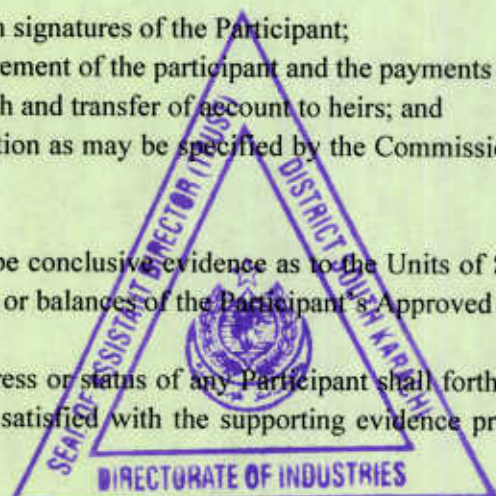 n signatures of the Participant;
ement of the participant and the payments
h and transfer of account to heirs; and
tion as may be specified by the Commissi
be conclusive evidence as to the Units of
or balances of the Participant's Approved
ress or status of any Participant shall forth
satisfied with the supporting evidence pr
SEAL OF ASSISTANT DIRECTOR (TRUST)
DISTRICT SOUTH KARACHI
DIRECTORATE OF INDUSTRIES